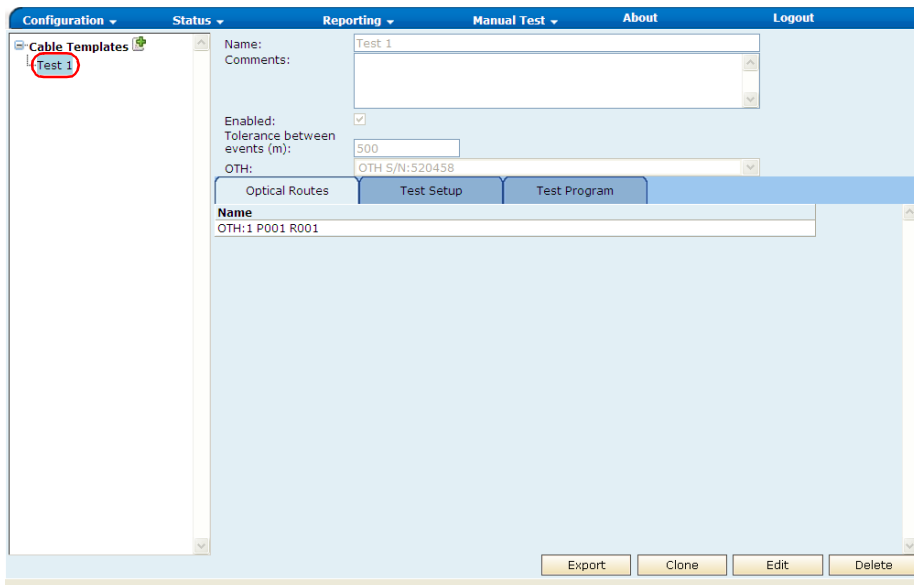 Configuration Status Reporting Manual Test About Logout
Cable Templates
Test 1
Name: Test 1
Comments:
Enabled:
Tolerance between
events (m): 500
OTH: OTH S/N:520458
Optical Routes Test Setup Test Program
Name
OTH:1 P001 R001
Export Clone Edit Delete